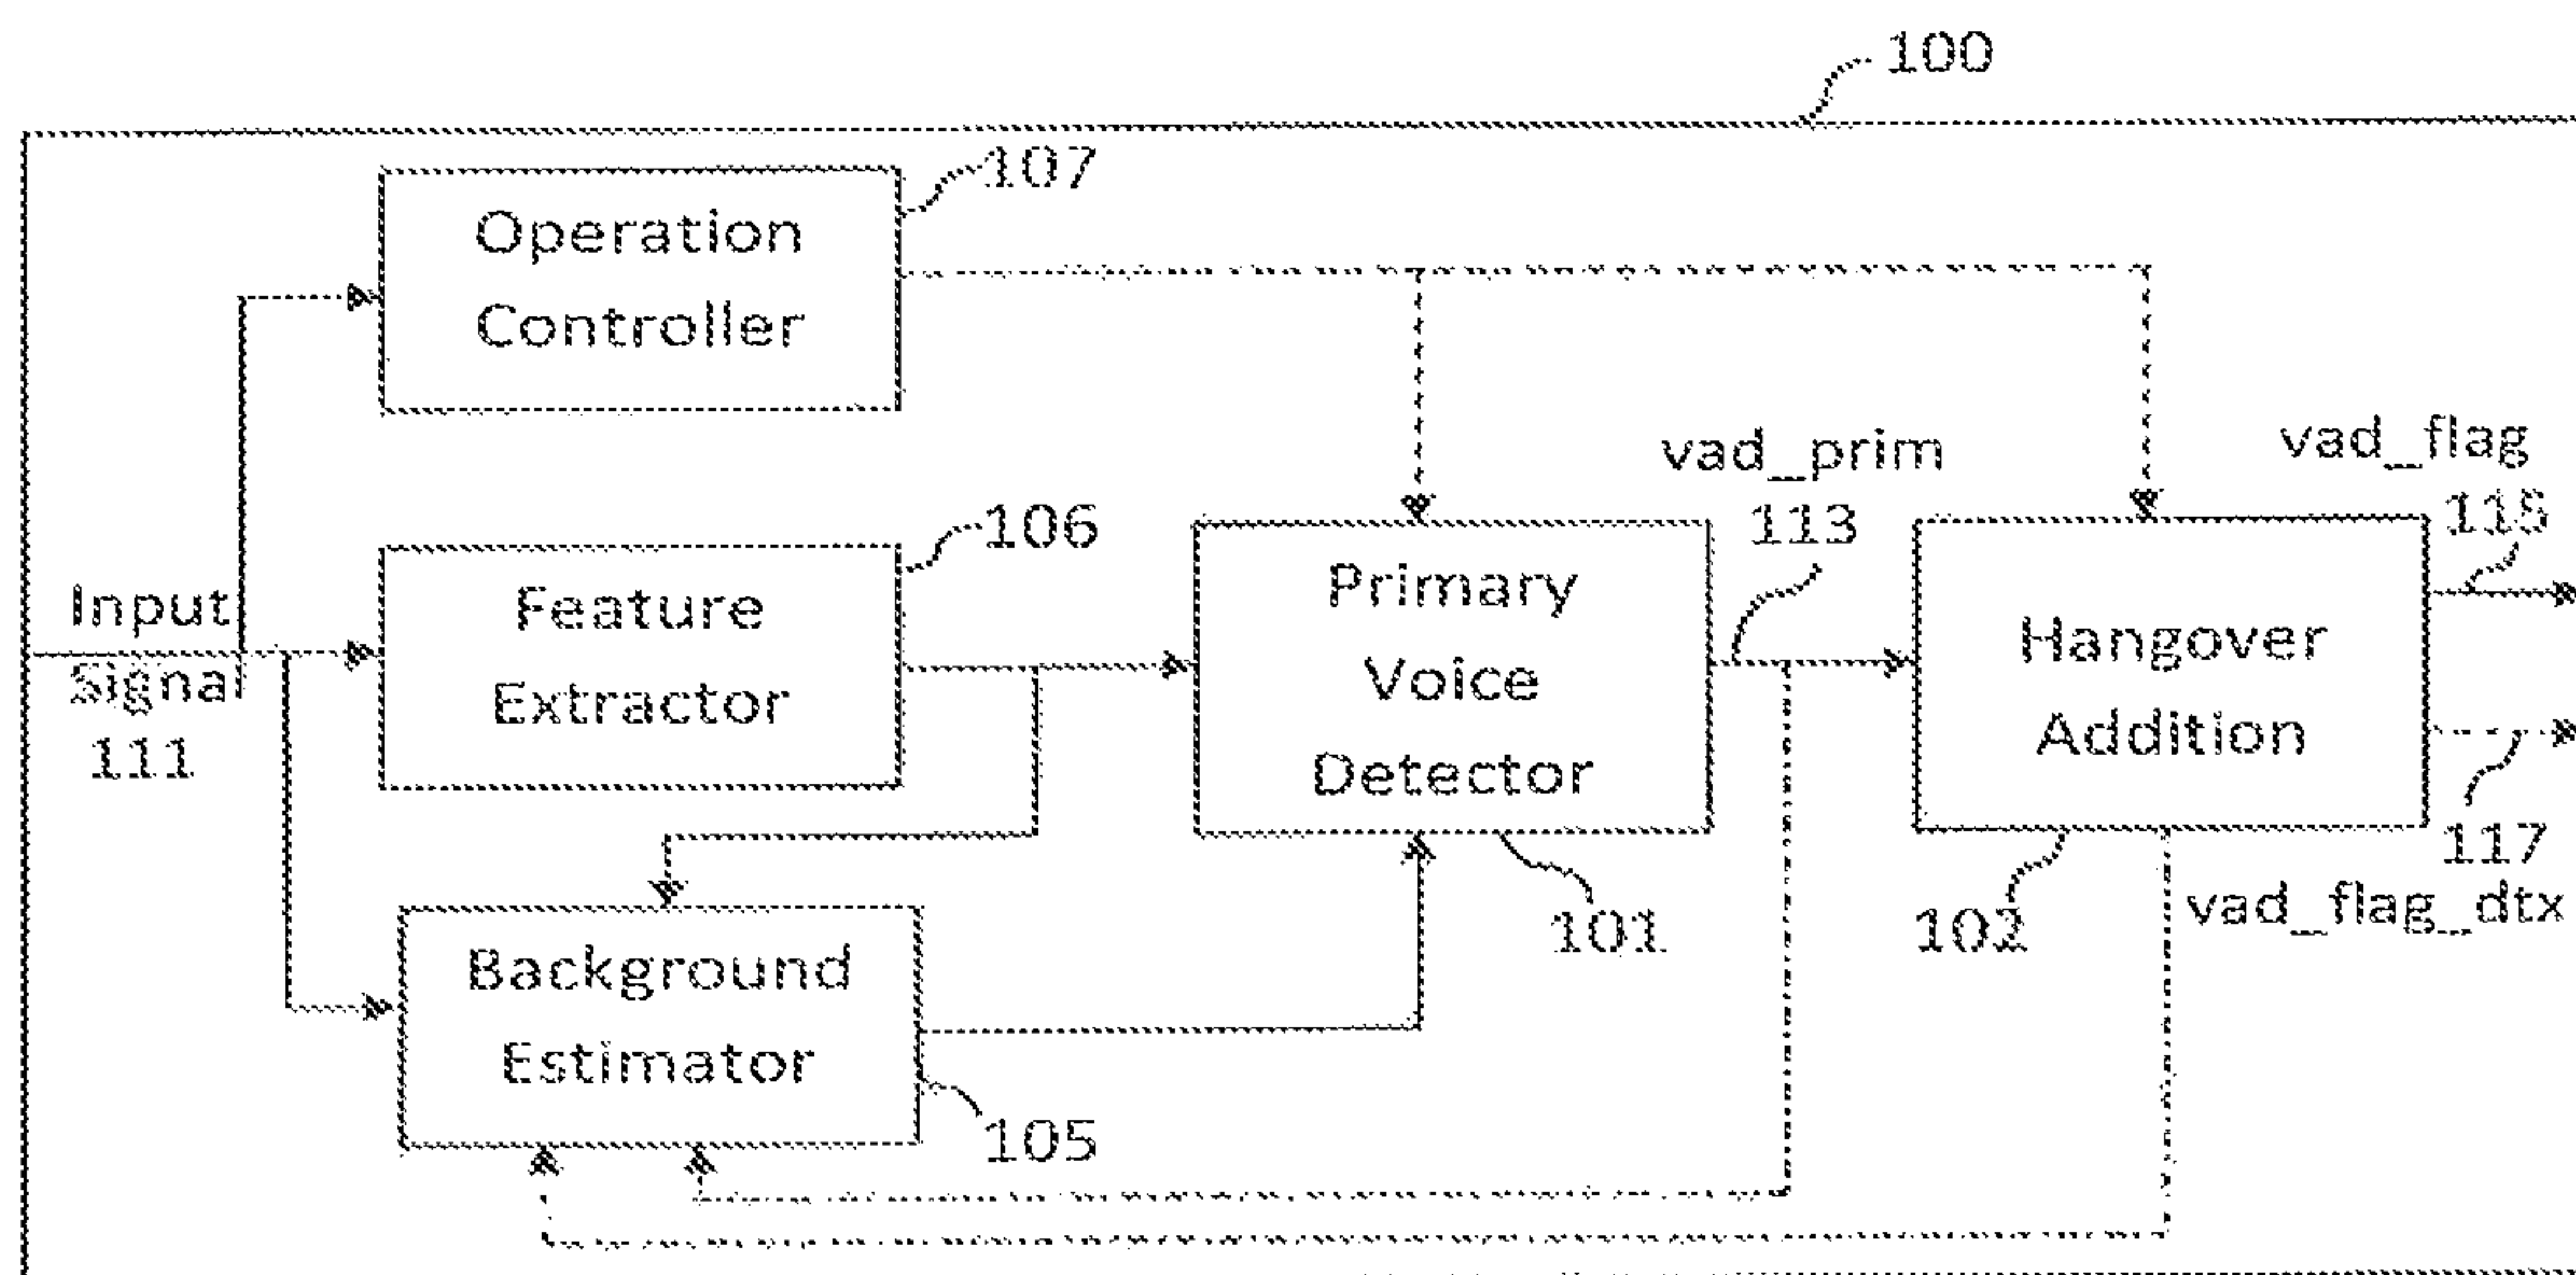 100
107
Operation
Controller
vad_prim
113
vad_flag
115
106
Feature
Extractor
Input
Signal
111
Primary
Voice
Detector
Hangover
Addition
117
vad_flag_dtx
101
102
Background
Estimator
105